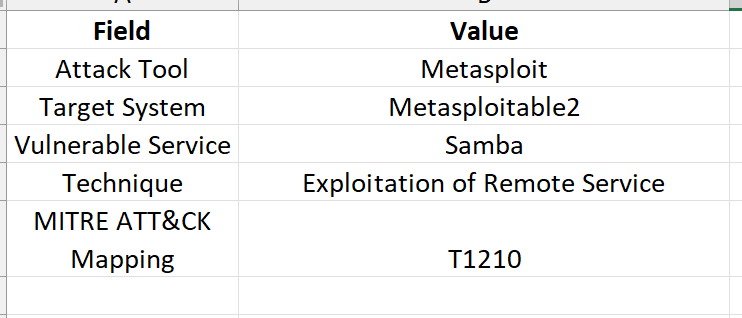 Field Value
Attack Tool Metasploit
Target System Metasploitable2
Vulnerable Service Samba
Technique Exploitation of Remote Service
MITRE ATT&CK
Mapping T1210